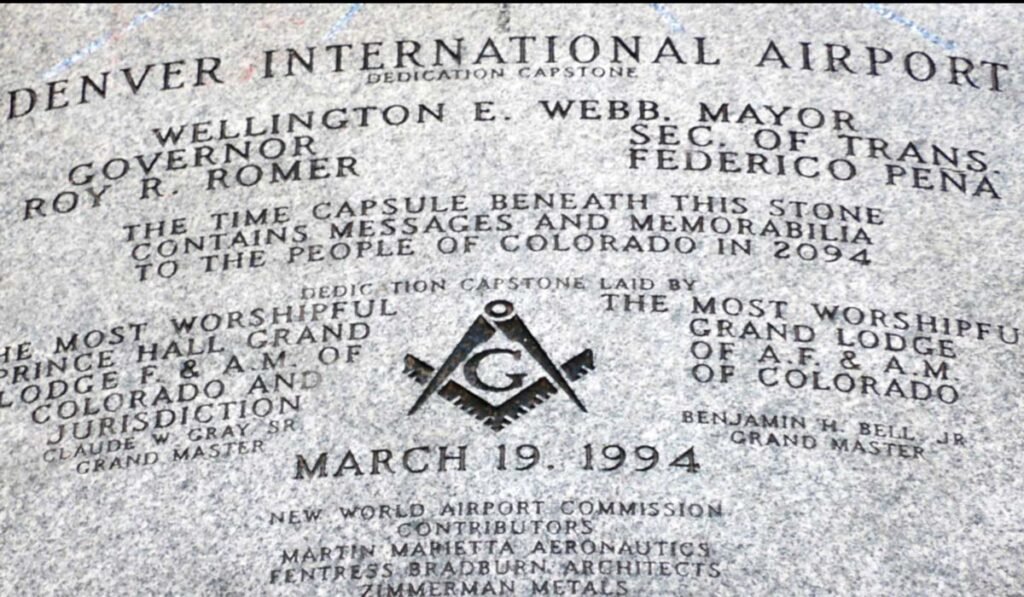 DENVER INTERNATIONAL AIRPORT
DEDICATION CAPSTONE
WELLINGTON E. WEBB. MAYOR
GOVERNOR
ROY R. ROMER
SEC. OF TRANS.
FEDERICO PENA
THE TIME CAPSULE BENEATH THIS STONE
CONTAINS MESSAGES AND MEMORABILIA
TO THE PEOPLE OF COLORADO IN 2094
DEDICATION CAPSTONE LAID BY
HE MOST WORSHIPFUL
PRINCE HALL GRAND
LODGE F. & A.M. OF
COLORADO AND
JURISDICTION
CLAUDE W. GRAY SR.
GRAND MASTER
G
THE MOST WORSHIPFU
GRAND LODGE
OF A.F. & A.M.
OF COLORADO
BENJAMIN H. BELL, JR
GRAND MASTER
MARCH 19. 1994
NEW WORLD AIRPORT COMMISSION
CONTRIBUTORS
MARTIN MARIETTA AERONAUTICS
FENTRESS BRADBURN ARCHITECTS
ZIMMERMAN METALS